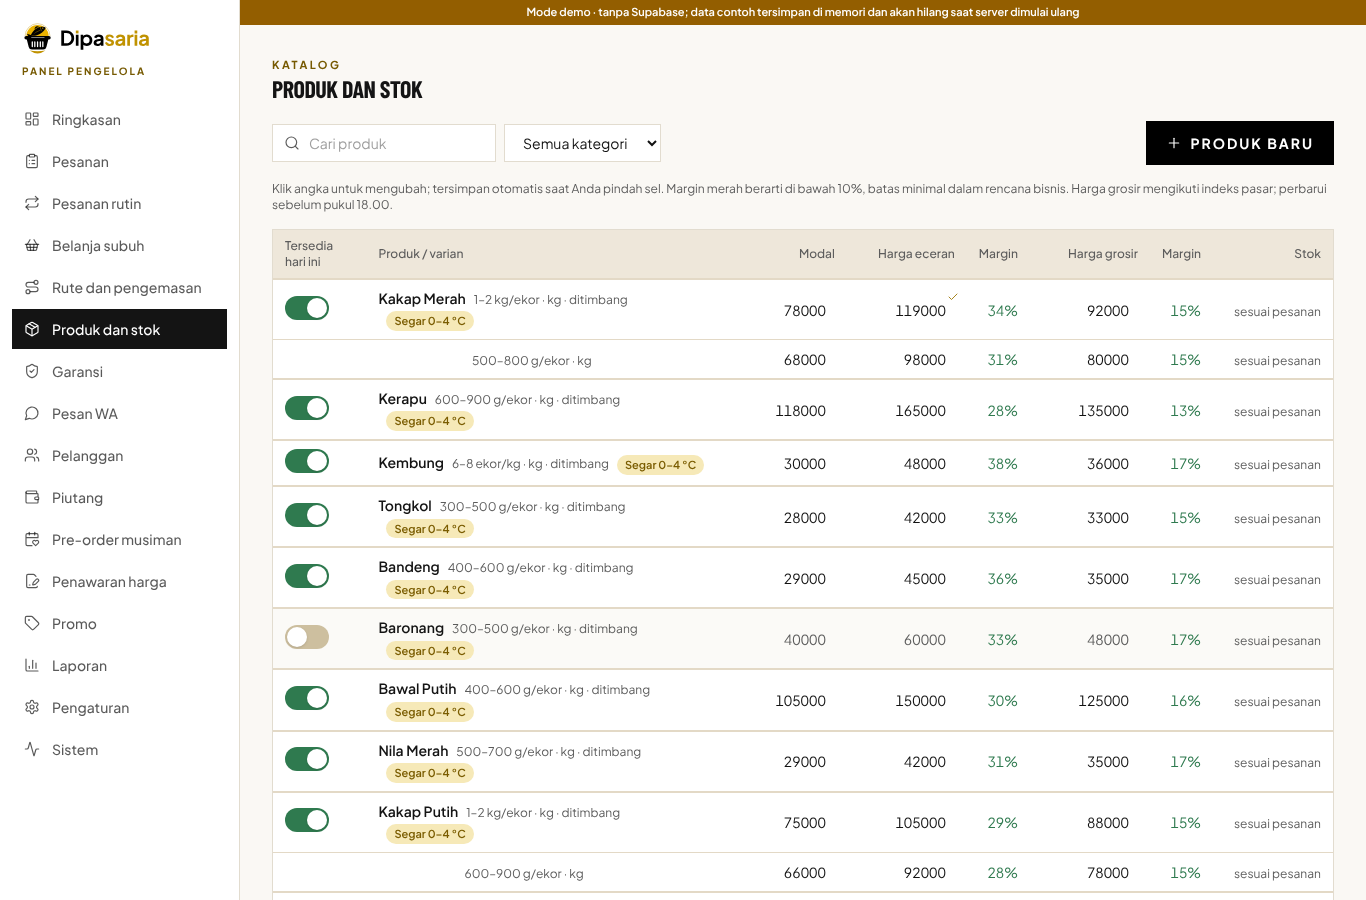 Mode demo · tanpa Supabase; data contoh tersimpan di memori dan akan hilang saat server dimulai ulang
Dipasaria
PANEL PENGELOLA
Ringkasan
Pesanan
Pesanan rutin
Belanja subuh
Rute dan pengemasan
Produk dan stok
Garansi
Pesan WA
Pelanggan
Piutang
Pre-order musiman
Penawaran harga
Promo
Laporan
Pengaturan
Sistem
KATALOG
PRODUK DAN STOK
Cari produk
Semua kategori
PRODUK BARU
Klik angka untuk mengubah; tersimpan otomatis saat Anda pindah sel. Margin merah berarti di bawah 10%, batas minimal dalam rencana bisnis. Harga grosir mengikuti indeks pasar; perbarui
sebelum pukul 18.00.
Tersedia
hari ini
Produk / varian Modal Harga eceran Margin Harga grosir Margin Stok
Kakap Merah 1–2 kg/ekor · kg · ditimbang
Segar 0–4 °C
78000 119000 34% 92000 15% sesuai pesanan
500–800 g/ekor · kg 68000 98000 31% 80000 15% sesuai pesanan
Kerapu 600–900 g/ekor · kg · ditimbang
Segar 0–4 °C
118000 165000 28% 135000 13% sesuai pesanan
Kembung 6–8 ekor/kg · kg · ditimbang Segar 0–4 °C 30000 48000 38% 36000 17% sesuai pesanan
Tongkol 300–500 g/ekor · kg · ditimbang
Segar 0–4 °C
28000 42000 33% 33000 15% sesuai pesanan
Bandeng 400–600 g/ekor · kg · ditimbang
Segar 0–4 °C
29000 45000 36% 35000 17% sesuai pesanan
Baronang 300–500 g/ekor · kg · ditimbang
Segar 0–4 °C
40000 60000 33% 48000 17% sesuai pesanan
Bawal Putih 400–600 g/ekor · kg · ditimbang
Segar 0–4 °C
105000 150000 30% 125000 16% sesuai pesanan
Nila Merah 500–700 g/ekor · kg · ditimbang
Segar 0–4 °C
29000 42000 31% 35000 17% sesuai pesanan
Kakap Putih 1–2 kg/ekor · kg · ditimbang
Segar 0–4 °C
75000 105000 29% 88000 15% sesuai pesanan
600–900 g/ekor · kg 66000 92000 28% 78000 15% sesuai pesanan